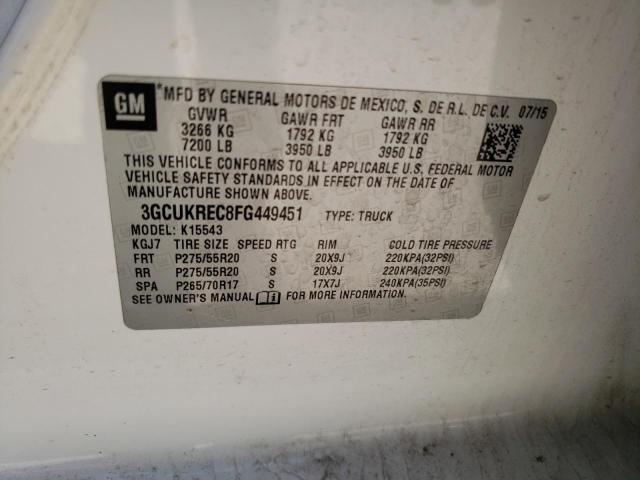 GM
*MFD BY GENERAL MOTORS DE MEXICO, S. DE R.L. DE C.V. 07/15
GVWR GAWR FRT GAWR RR
3266 KG 1792 KG 1792 KG
7200 LB 3950 LB 3950 LB
THIS VEHICLE CONFORMS TO ALL APPLICABLE U.S. FEDERAL MOTOR
VEHICLE SAFETY STANDARDS IN EFFECT ON THE DATE OF
MANUFACTURE SHOWN ABOVE.
3GCUKREC8FG449451 TYPE: TRUCK
MODEL: K15543
KGJ7 TIRE SIZE SPEED RTG RIM COLD TIRE PRESSURE
FRT P275/55R20 S 20X9J 220KPA(32PSI)
RR P275/55R20 S 20X9J 220KPA(32PSI)
SPA P265/70R17 S 17X7J 240KPA(35PSI)
SEE OWNER'S MANUAL FOR MORE INFORMATION.